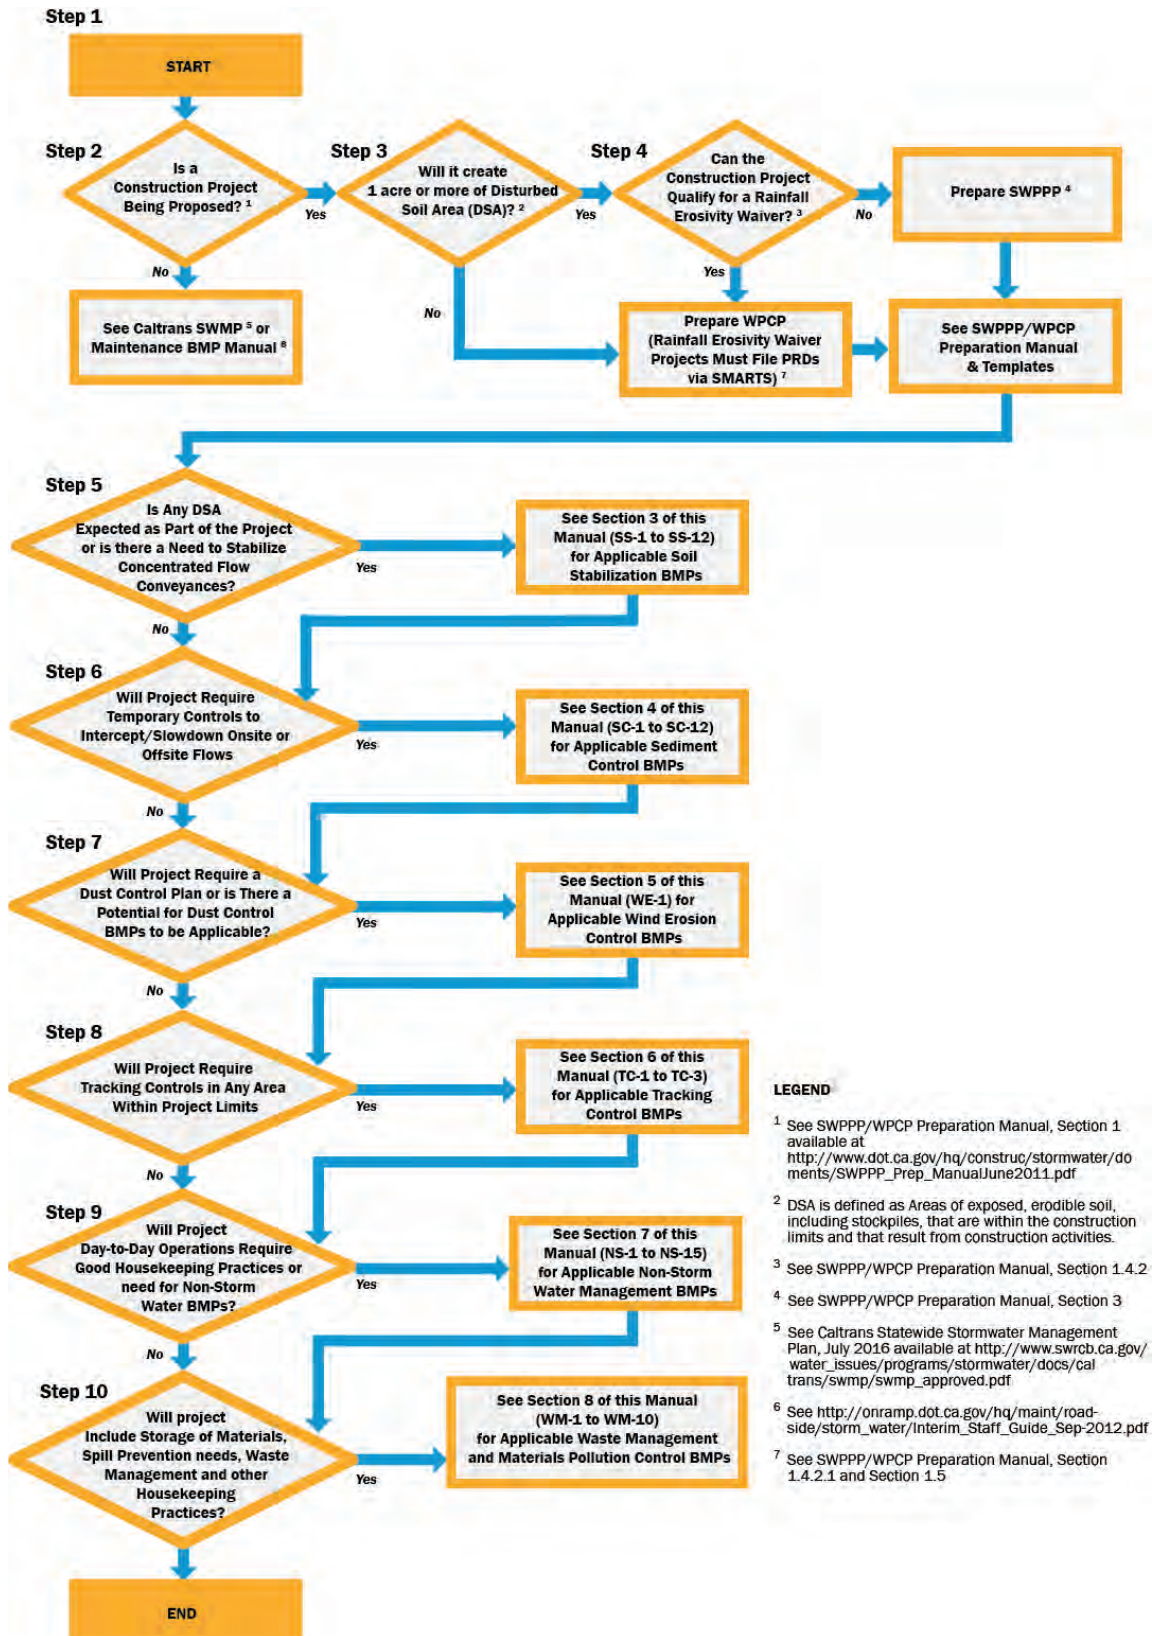 Step 1
START
Step 2
Is a
Construction Project
Being Proposed? 1
Yes
No
See Caltrans SWMP 5 or
Maintenance BMP Manual 6
Step 3
Will it create
1 acre or more of Disturbed
Soil Area (DSA)? 2
Yes
No
Step 4
Can the
Construction Project
Qualify for a Rainfall
Erosivity Waiver? 3
No
Yes
Prepare SWPPP 4
Prepare WPCP
(Rainfall Erosivity Waiver
Projects Must File PRDs
via SMARTS) 7
See SWPPP/WPCP
Preparation Manual
& Templates
Step 5
Is Any DSA
Expected as Part of the Project
or is there a Need to Stabilize
Concentrated Flow
Conveyances?
Yes
No
See Section 3 of this
Manual (SS-1 to SS-12)
for Applicable Soil
Stabilization BMPs
Step 6
Will Project Require
Temporary Controls to
Intercept/Slowdown Onsite or
Offsite Flows
Yes
No
See Section 4 of this
Manual (SC-1 to SC-12)
for Applicable Sediment
Control BMPs
Step 7
Will Project Require a
Dust Control Plan or is There a
Potential for Dust Control
BMPs to be Applicable?
Yes
No
See Section 5 of this
Manual (WE-1) for
Applicable Wind Erosion
Control BMPs
Step 8
Will Project Require
Tracking Controls in Any Area
Within Project Limits
Yes
No
See Section 6 of this
Manual (TC-1 to TC-3)
for Applicable Tracking
Control BMPs
Step 9
Will Project
Day-to-Day Operations Require
Good Housekeeping Practices or
need for Non-Storm
Water BMPs?
Yes
No
See Section 7 of this
Manual (NS-1 to NS-15)
for Applicable Non-Storm
Water Management BMPs
Step 10
Will project
Include Storage of Materials,
Spill Prevention needs, Waste
Management and other
Housekeeping
Practices?
Yes
See Section 8 of this Manual
(WM-1 to WM-10)
for Applicable Waste Management
and Materials Pollution Control BMPs
END
LEGEND
1 See SWPPP/WPCP Preparation Manual, Section 1
available at
http://www.dot.ca.gov/hq/construc/stormwater/do
ments/SWPPP_Prep_ManualJune2011.pdf
2 DSA is defined as Areas of exposed, erodible soil,
including stockpiles, that are within the construction
limits and that result from construction activities.
3 See SWPPP/WPCP Preparation Manual, Section 1.4.2
4 See SWPPP/WPCP Preparation Manual, Section 3
5 See Caltrans Statewide Stormwater Management
Plan, July 2016 available at http://www.swrcb.ca.gov/
water_issues/programs/stormwater/docs/cal
trans/swmp/swmp_approved.pdf
6 See http://onramp.dot.ca.gov/hq/maint/road-
side/storm_water/Interim_Staff_Guide_Sep-2012.pdf
7 See SWPPP/WPCP Preparation Manual, Section
1.4.2.1 and Section 1.5